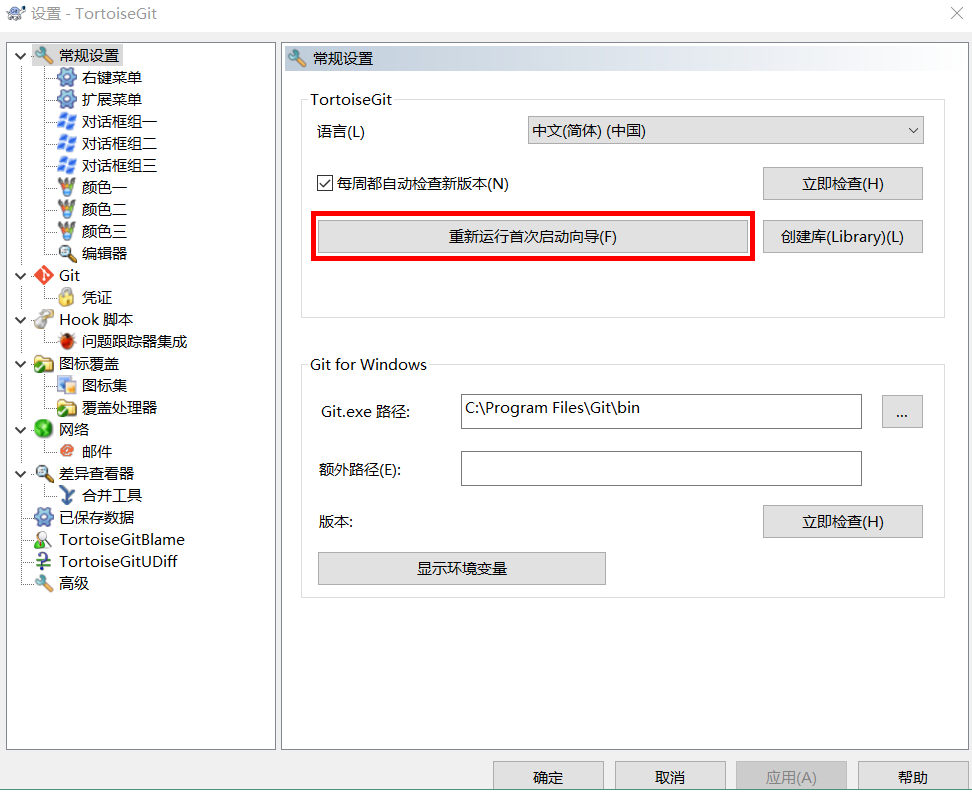 设置 - TortoiseGit
常规设置
右键菜单
扩展菜单
对话框组一
对话框组二
对话框组三
颜色一
颜色二
颜色三
编辑器
Git
凭证
Hook 脚本
问题跟踪器集成
图标覆盖
图标集
覆盖处理器
网络
邮件
差异查看器
合并工具
已保存数据
TortoiseGitBlame
TortoiseGitUDiff
高级
常规设置
TortoiseGit
语言(L)
中文(简体) (中国)
每周都自动检查新版本(N)
立即检查(H)
重新运行首次启动向导(F)
创建库(Library)(L)
Git for Windows
Git.exe 路径:
C:\Program Files\Git\bin
...
额外路径(E):
版本:
立即检查(H)
显示环境变量
确定
取消
应用(A)
帮助